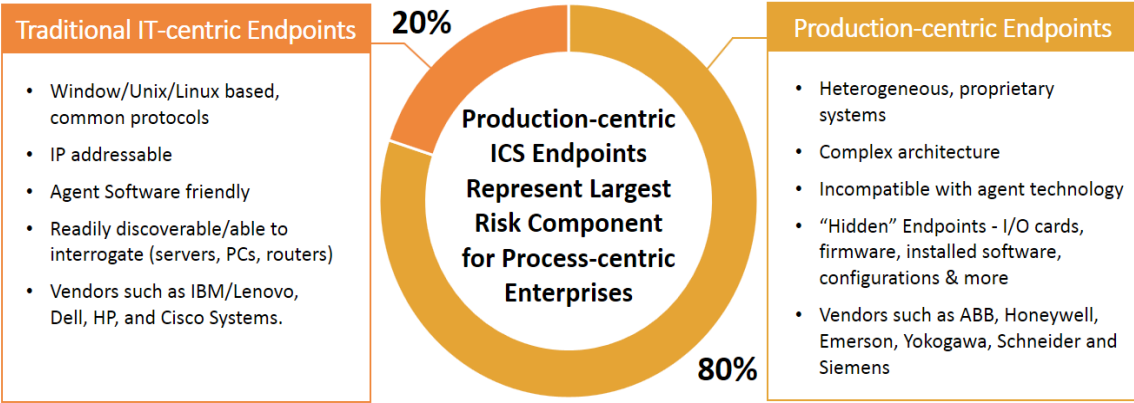 Traditional IT-centric Endpoints
• Window/Unix/Linux based,
common protocols
• IP addressable
• Agent Software friendly
• Readily discoverable/able to
interrogate (servers, PCs, routers)
• Vendors such as IBM/Lenovo,
Dell, HP, and Cisco Systems.
20%
Production-centric
ICS Endpoints
Represent Largest
Risk Component
for Process-centric
Enterprises
80%
Production-centric Endpoints
• Heterogeneous, proprietary
systems
• Complex architecture
• Incompatible with agent technology
• “Hidden” Endpoints - I/O cards,
firmware, installed software,
configurations & more
• Vendors such as ABB, Honeywell,
Emerson, Yokogawa, Schneider and
Siemens